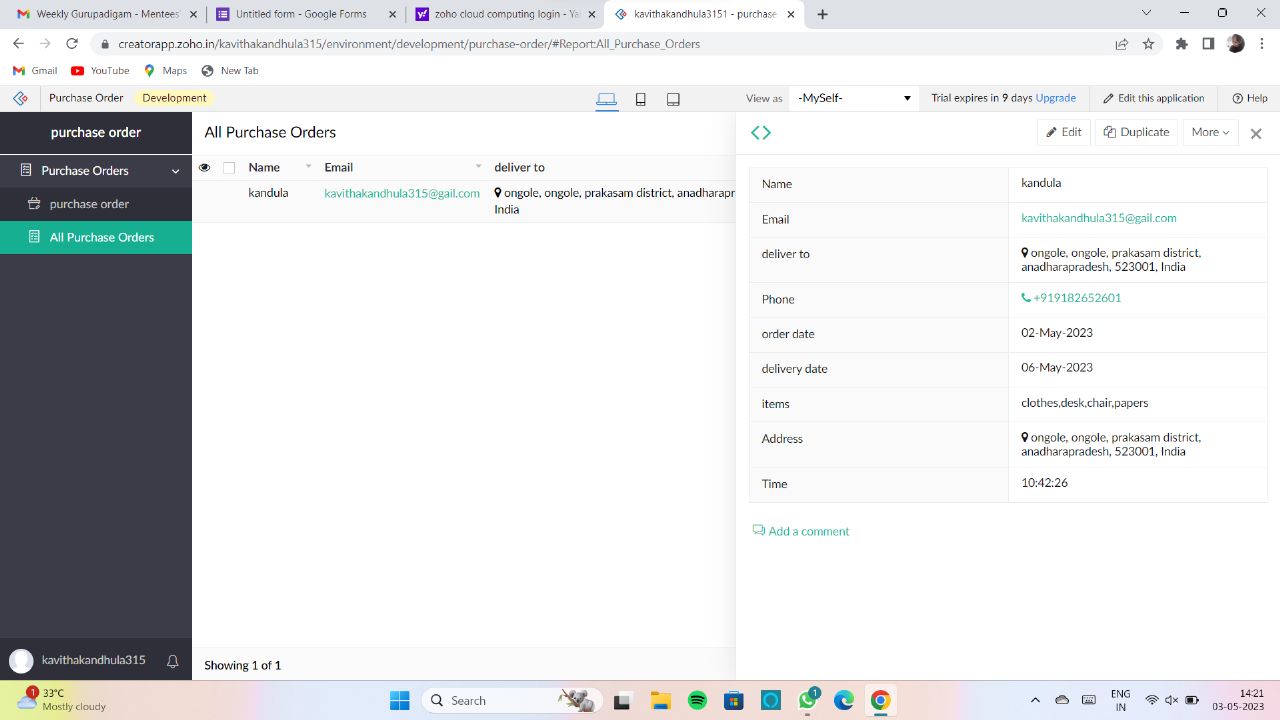 Weekly Gurupadigam - Mentees'
Untitled form - Google Forms
zoho cloud computing login - Yah
kavithakandhula3151 - purchase
creatorapp.zoho.in/kavithakandhula315/environment/development/purchase-order/#Report:All_Purchase_Orders
Gmail
YouTube
Maps
New Tab
Purchase Order
Development
View as
-MySelf-
Trial expires in 9 days Upgrade
Edit this application
Help
purchase order
Purchase Orders
purchase order
All Purchase Orders
kavithakandhula315
All Purchase Orders
Name
Email
deliver to
kandula
kavithakandhula315@gail.com
ongole, ongole, prakasam district, anadharapr
India
Showing 1 of 1
Edit
Duplicate
More
Name
kandula
Email
kavithakandhula315@gail.com
deliver to
ongole, ongole, prakasam district,
anadharapradesh, 523001, India
Phone
+919182652601
order date
02-May-2023
delivery date
06-May-2023
items
clothes,desk.chair,papers
Address
ongole, ongole, prakasam district,
anadharapradesh, 523001, India
Time
10:42:26
Add a comment
1
33°C
Mostly cloudy
Search
1
ENG
IN
14:21
03-05-2023